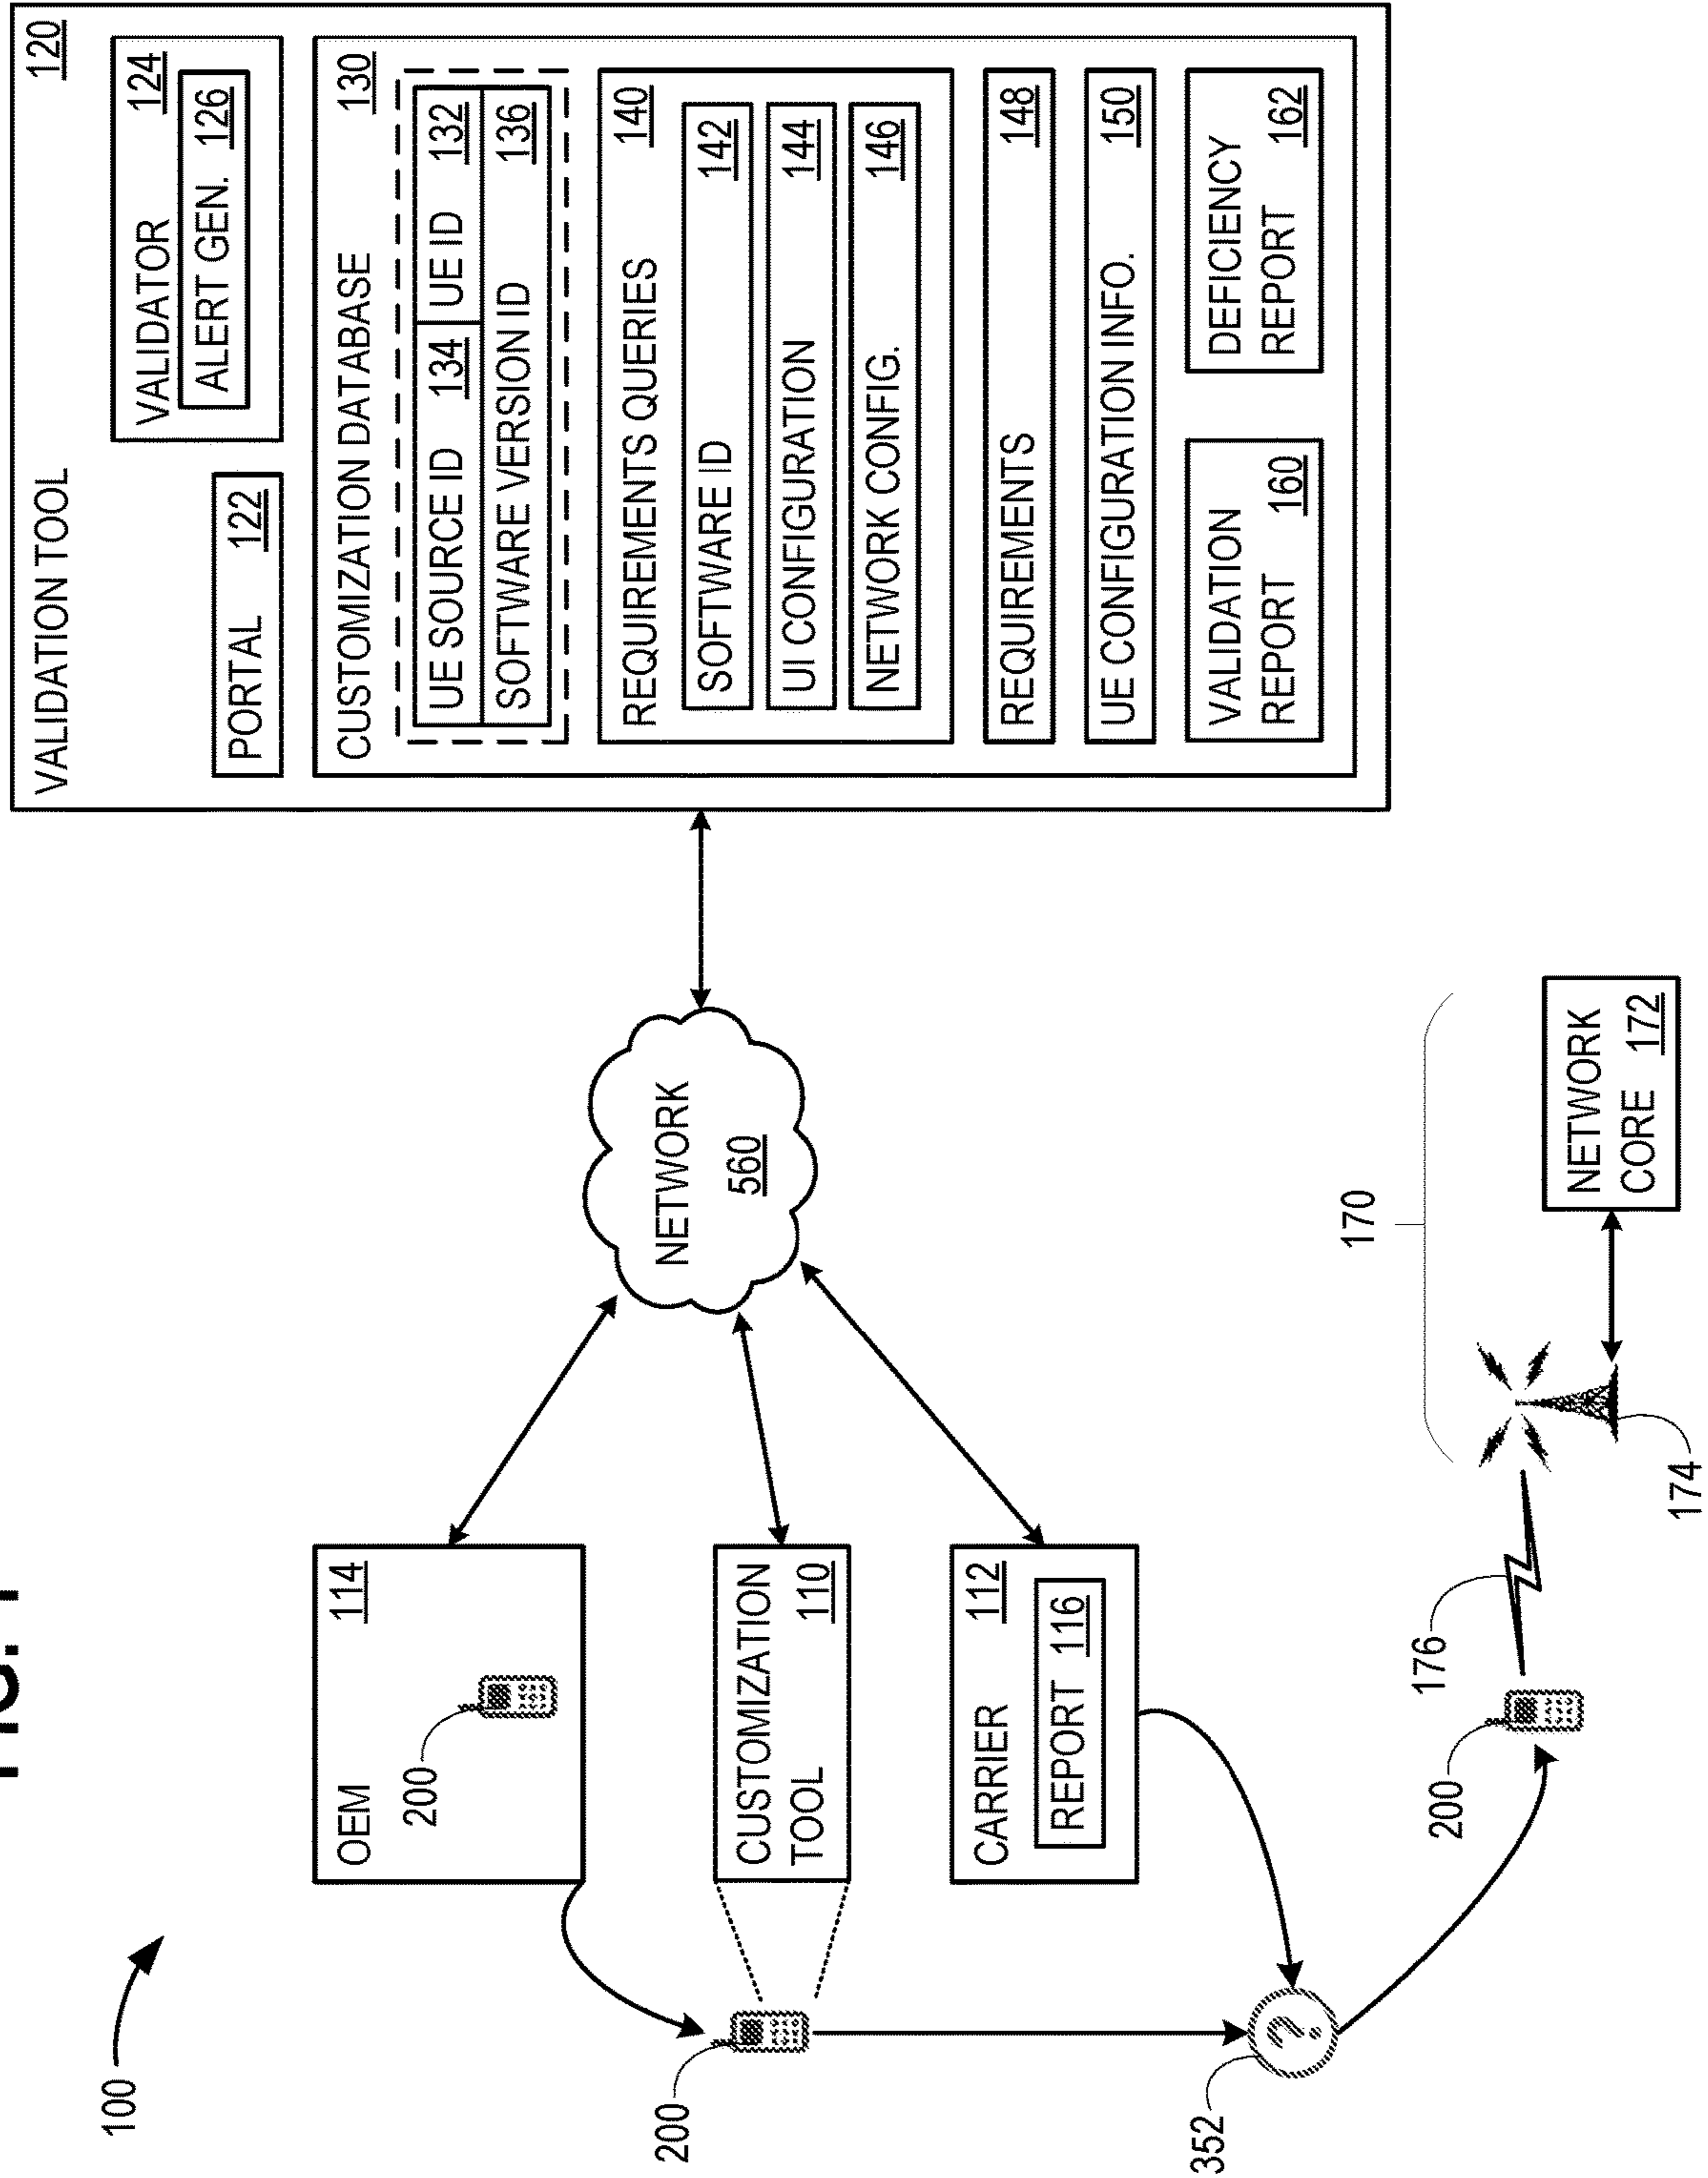 FIG. 1
100
OEM 114
200
200
CUSTOMIZATION
TOOL 110
CARRIER 112
REPORT 116
352
200
176
174
170
NETWORK
CORE 172
NETWORK
560
VALIDATION TOOL 120
PORTAL 122
VALIDATOR 124
ALERT GEN. 126
CUSTOMIZATION DATABASE 130
UE SOURCE ID 134 UE ID 132
SOFTWARE VERSION ID 136
REQUIREMENTS QUERIES 140
SOFTWARE ID 142
UI CONFIGURATION 144
NETWORK CONFIG. 146
REQUIREMENTS 148
UE CONFIGURATION INFO. 150
VALIDATION
REPORT 160
DEFICIENCY
REPORT 162
?